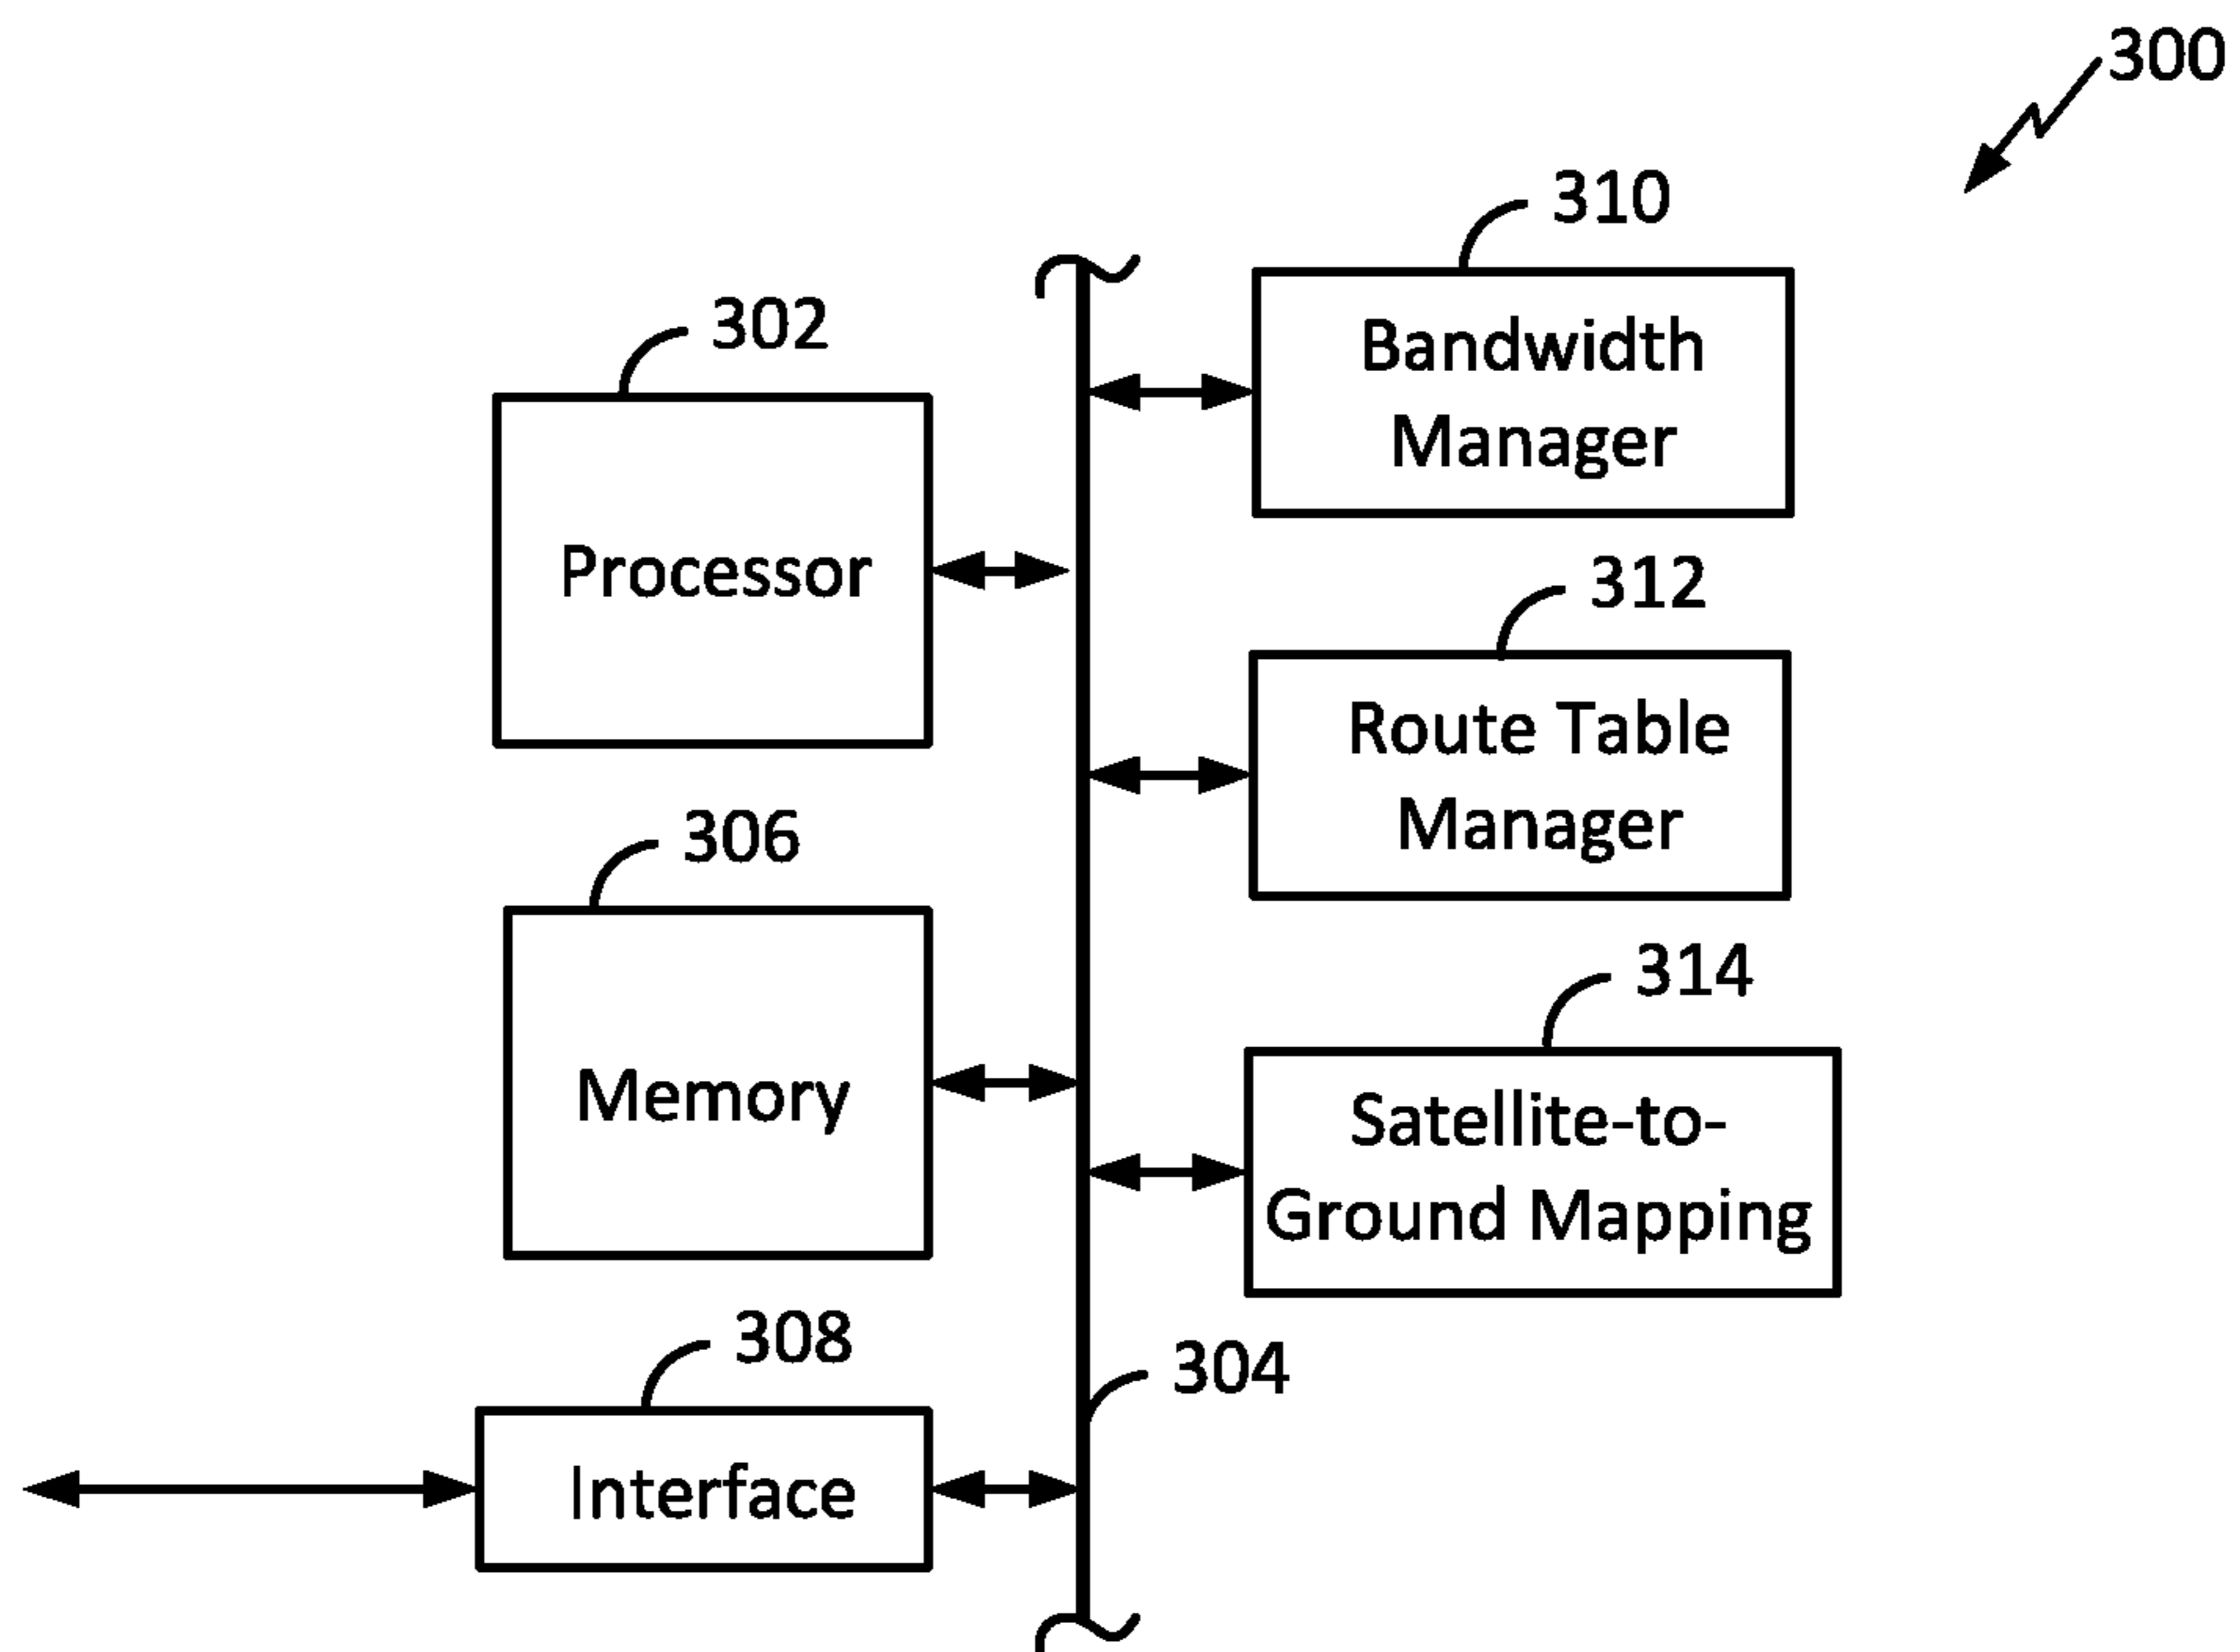 300
310
302
Bandwidth
Manager
Processor
312
Route Table
Manager
306
314
Memory
Satellite-to-
Ground Mapping
308
304
Interface